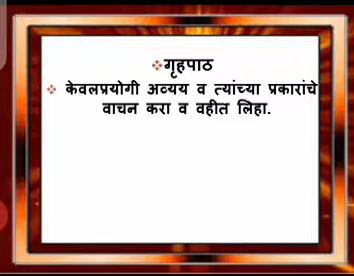 ❖गृहपाठ
❖ केवलप्रयोगी अव्यय व त्यांच्या प्रकारांचे
वाचन करा व वहीत लिहा.